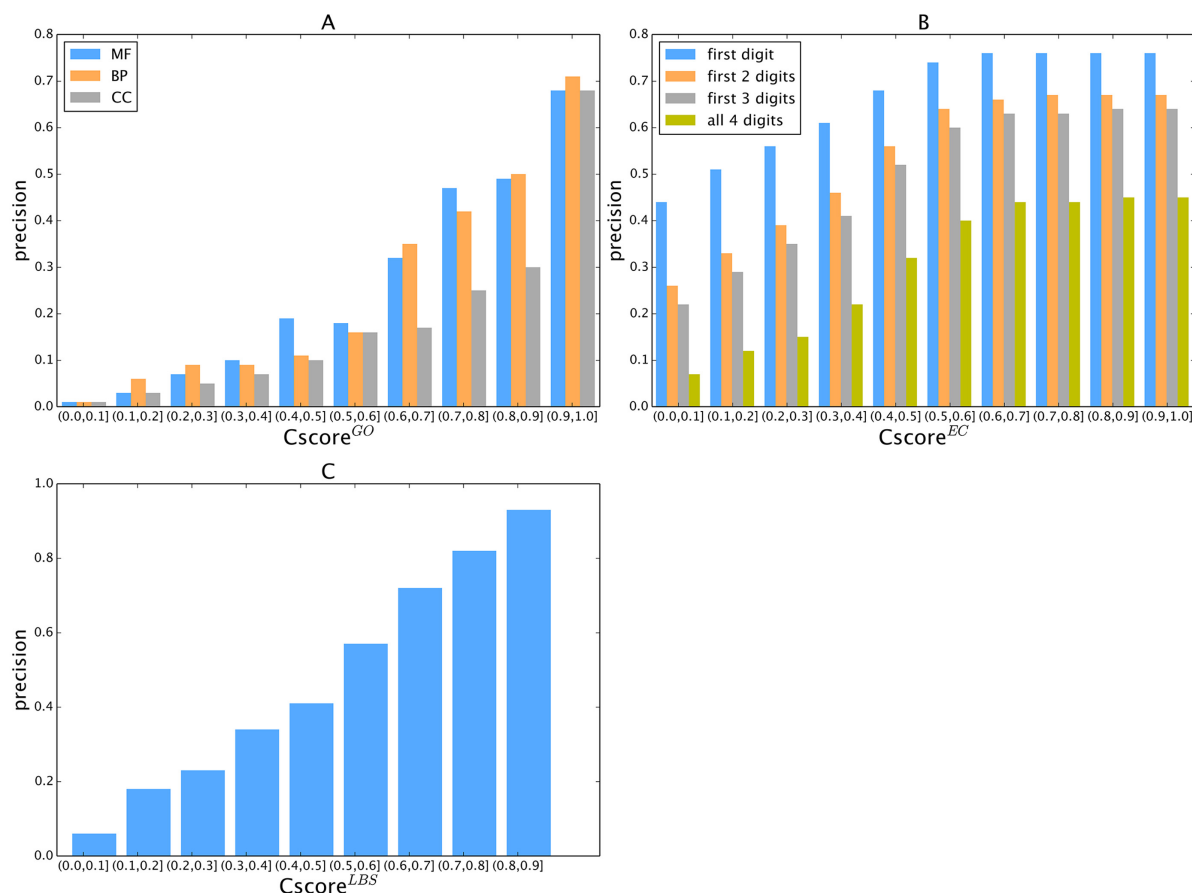 A
MF
BP
CC
0.8
0.7
0.6
0.5
0.4
0.3
0.2
0.1
0.0
precision
(0.0,0.1] (0.1,0.2] (0.2,0.3] (0.3,0.4] (0.4,0.5] (0.5,0.6] (0.6,0.7] (0.7,0.8] (0.8,0.9] (0.9,1.0]
Cscore^GO
B
first digit
first 2 digits
first 3 digits
all 4 digits
0.8
0.7
0.6
0.5
0.4
0.3
0.2
0.1
0.0
precision
(0.0,0.1] (0.1,0.2] (0.2,0.3] (0.3,0.4] (0.4,0.5] (0.5,0.6] (0.6,0.7] (0.7,0.8] (0.8,0.9] (0.9,1.0]
Cscore^EC
C
1.0
0.8
0.6
0.4
0.2
0.0
precision
(0.0,0.1] (0.1,0.2] (0.2,0.3] (0.3,0.4] (0.4,0.5] (0.5,0.6] (0.6,0.7] (0.7,0.8] (0.8,0.9]
Cscore^LBS